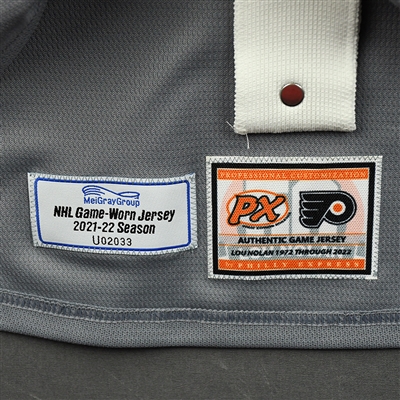 MeiGrayGroup
NHL Game-Worn Jersey
2021-22 Season
U02033
PROFESSIONAL CUSTOMIZATION
PX
AUTHENTIC GAME JERSEY
LOU NOLAN 1972 THROUGH 2022
by PHILLY EXPRESS